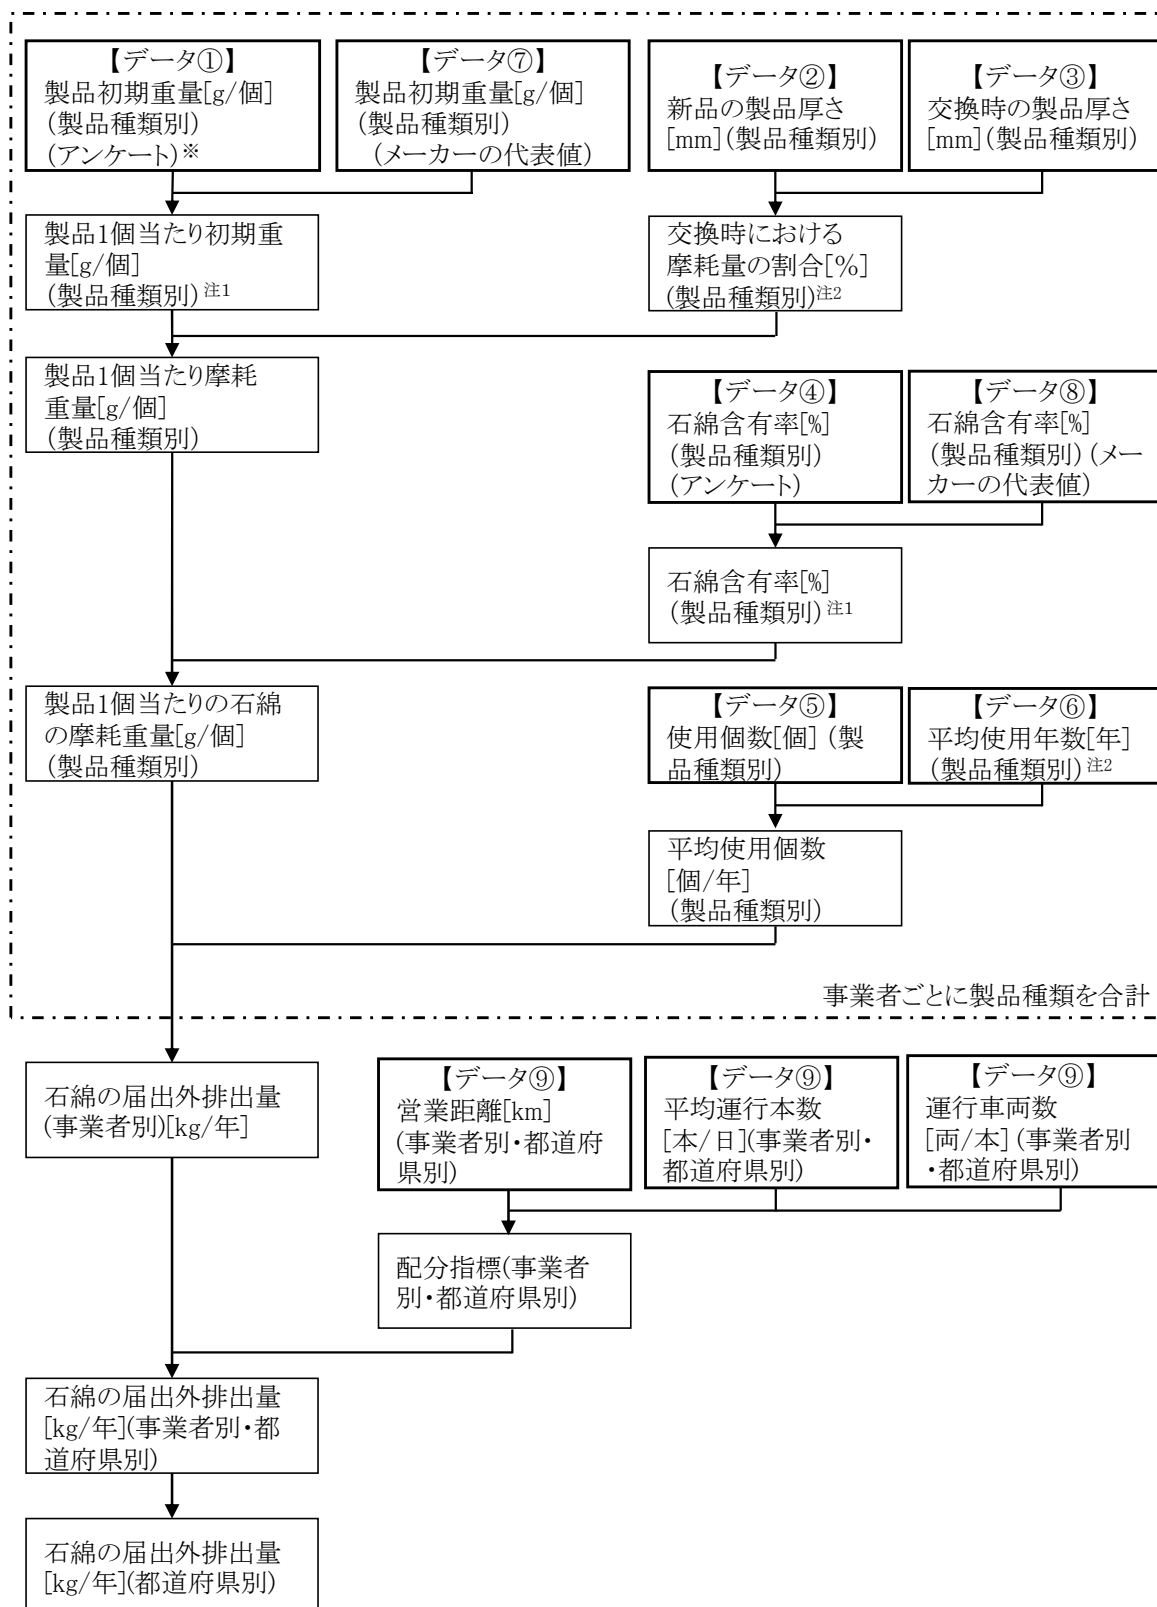 【データ①】
製品初期重量[g/個]
(製品種類別)
(アンケート)※
【データ⑦】
製品初期重量[g/個]
(製品種類別)
(メーカーの代表値)
【データ②】
新品の製品厚さ
[mm](製品種類別)
【データ③】
交換時の製品厚さ
[mm](製品種類別)
製品1個当たり初期重
量[g/個]
(製品種類別)注1
交換時における
摩耗量の割合[%]
(製品種類別)注2
製品1個当たり摩耗
重量[g/個]
(製品種類別)
【データ④】
石綿含有率[%]
(製品種類別)
(アンケート)
【データ⑧】
石綿含有率[%]
(製品種類別)(メー
カーの代表値)
石綿含有率[%]
(製品種類別)注1
製品1個当たりの石綿
の摩耗重量[g/個]
(製品種類別)
【データ⑤】
使用個数[個](製
品種類別)
【データ⑥】
平均使用年数[年]
(製品種類別)注2
平均使用個数
[個/年]
(製品種類別)
事業者ごとに製品種類を合計
石綿の届出外排出量
(事業者別)[kg/年]
【データ⑨】
営業距離[km]
(事業者別・都道府
県別)
【データ⑨】
平均運行本数
[本/日](事業者別・
都道府県別)
【データ⑨】
運行車両数
[両/本](事業者別
・都道府県別)
配分指標(事業者
別・都道府県別)
石綿の届出外排出量
[kg/年](事業者別・都
道府県別)
石綿の届出外排出量
[kg/年](都道府県別)